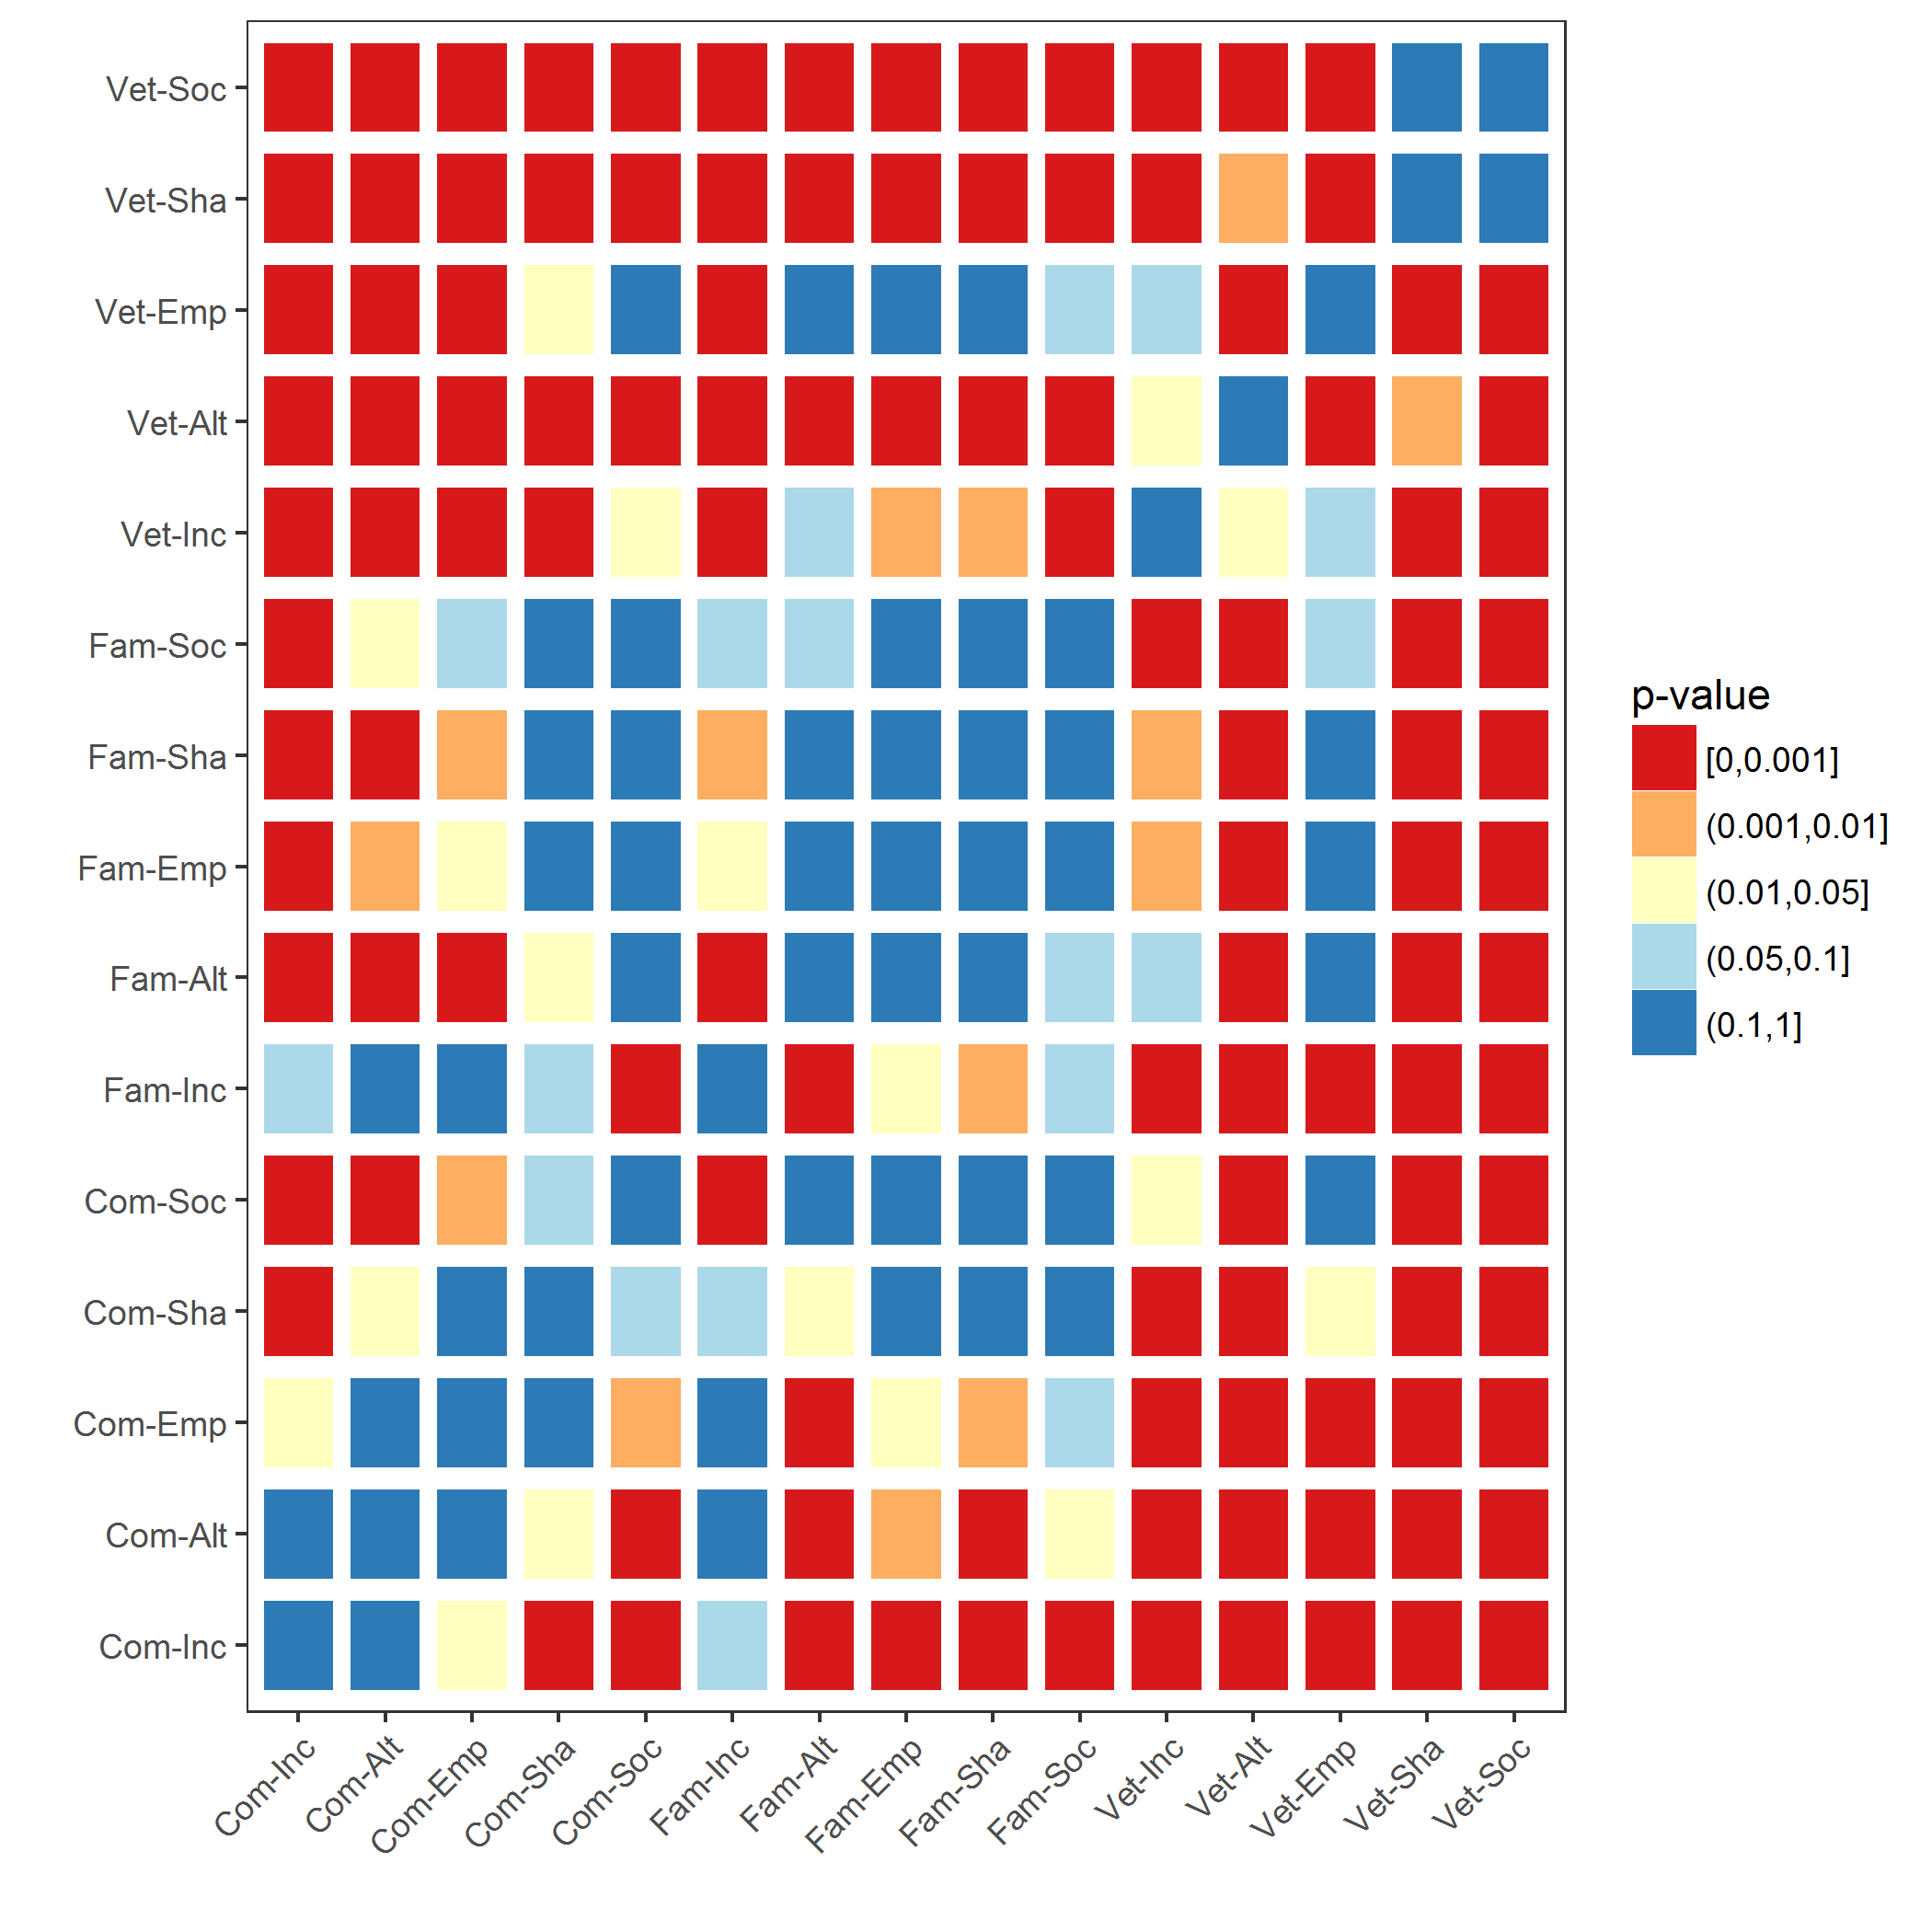 Vet-Soc
Vet-Sha
Vet-Emp
Vet-Alt
Vet-Inc
Fam-Soc
Fam-Sha
Fam-Emp
Fam-Alt
Fam-Inc
Com-Soc
Com-Sha
Com-Emp
Com-Alt
Com-Inc
Com-Inc
Com-Alt
Com-Emp
Com-Sha
Com-Soc
Fam-Inc
Fam-Alt
Fam-Emp
Fam-Sha
Fam-Soc
Vet-Inc
Vet-Alt
Vet-Emp
Vet-Sha
Vet-Soc
p-value
[0,0.001]
(0.001,0.01]
(0.01,0.05]
(0.05,0.1]
(0.1,1]